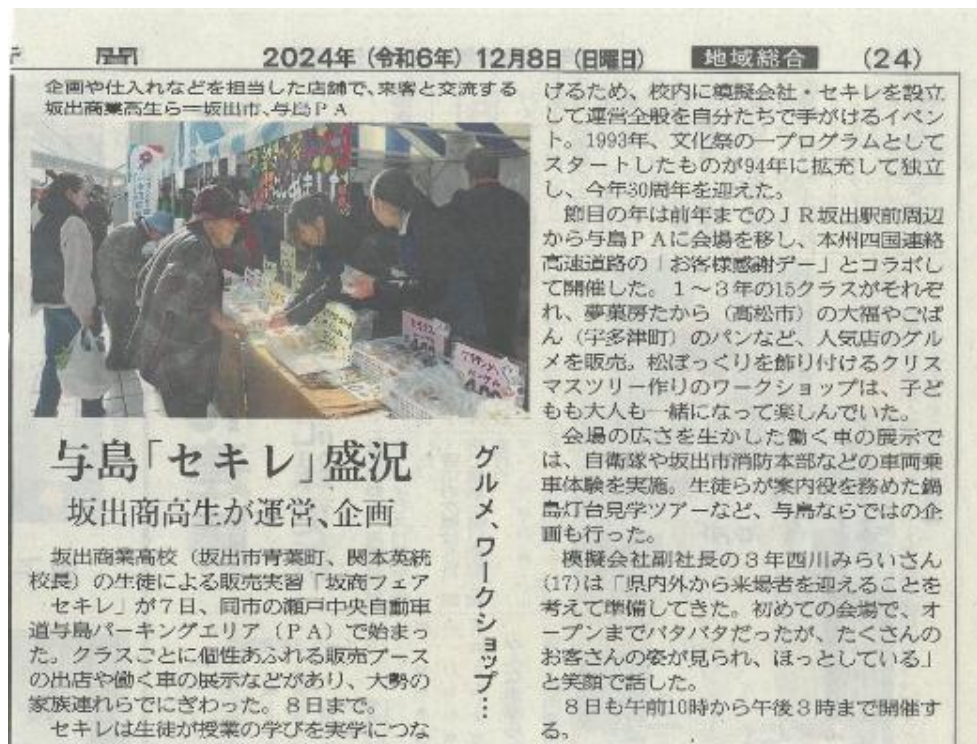 聞
2024年（令和6年）12月8日（日曜日）
地域総合
（24）
企画や仕入れなどを担当した店舗で、来客と交流する
坂出商業高生ら＝坂出市、与島ＰＡ
与島「セキレ」盛況
坂出商高生が運営、企画
グルメ、ワークショップ…
坂出商業高校（坂出市青葉町、関本英統
校長）の生徒による販売実習「坂商フェア
セキレ」が７日、同市の瀬戸中央自動車
道与島パーキングエリア（ＰＡ）で始まっ
た。クラスごとに個性あふれる販売ブース
の出店や働く車の展示などがあり、大勢の
家族連れらでにぎわった。８日まで。
セキレは生徒が授業の学びを実学につな
げるため、校内に模擬会社・セキレを設立
して運営全般を自分たちで手がけるイベン
ト。1993年、文化祭の一プログラムとして
スタートしたものが94年に拡充して独立
し、今年30周年を迎えた。
節目の年は前年までのＪＲ坂出駅前周辺
から与島ＰＡに会場を移し、本州四国連絡
高速道路の「お客様感謝デー」とコラボし
て開催した。１～３年の15クラスがそれぞ
れ、夢菓房たから（高松市）の大福やごぱ
ん（宇多津町）のパンなど、人気店のグル
メを販売。松ぼっくりを飾り付けるクリス
マスツリー作りのワークショップは、子ど
もも大人も一緒になって楽しんでいた。
会場の広さを生かした働く車の展示で
は、自衛隊や坂出市消防本部などの車両乗
車体験を実施。生徒らが案内役を務めた鍋
島灯台見学ツアーなど、与島ならではの企
画も行った。
模擬会社副社長の３年西川みらいさん
(17)は「県内外から来場者を迎えることを
考えて準備してきた。初めての会場で、オ
ープンまでバタバタだったが、たくさんの
お客さんの姿が見られ、ほっとしている」
と笑顔で話した。
８日も午前10時から午後３時まで開催す
る。